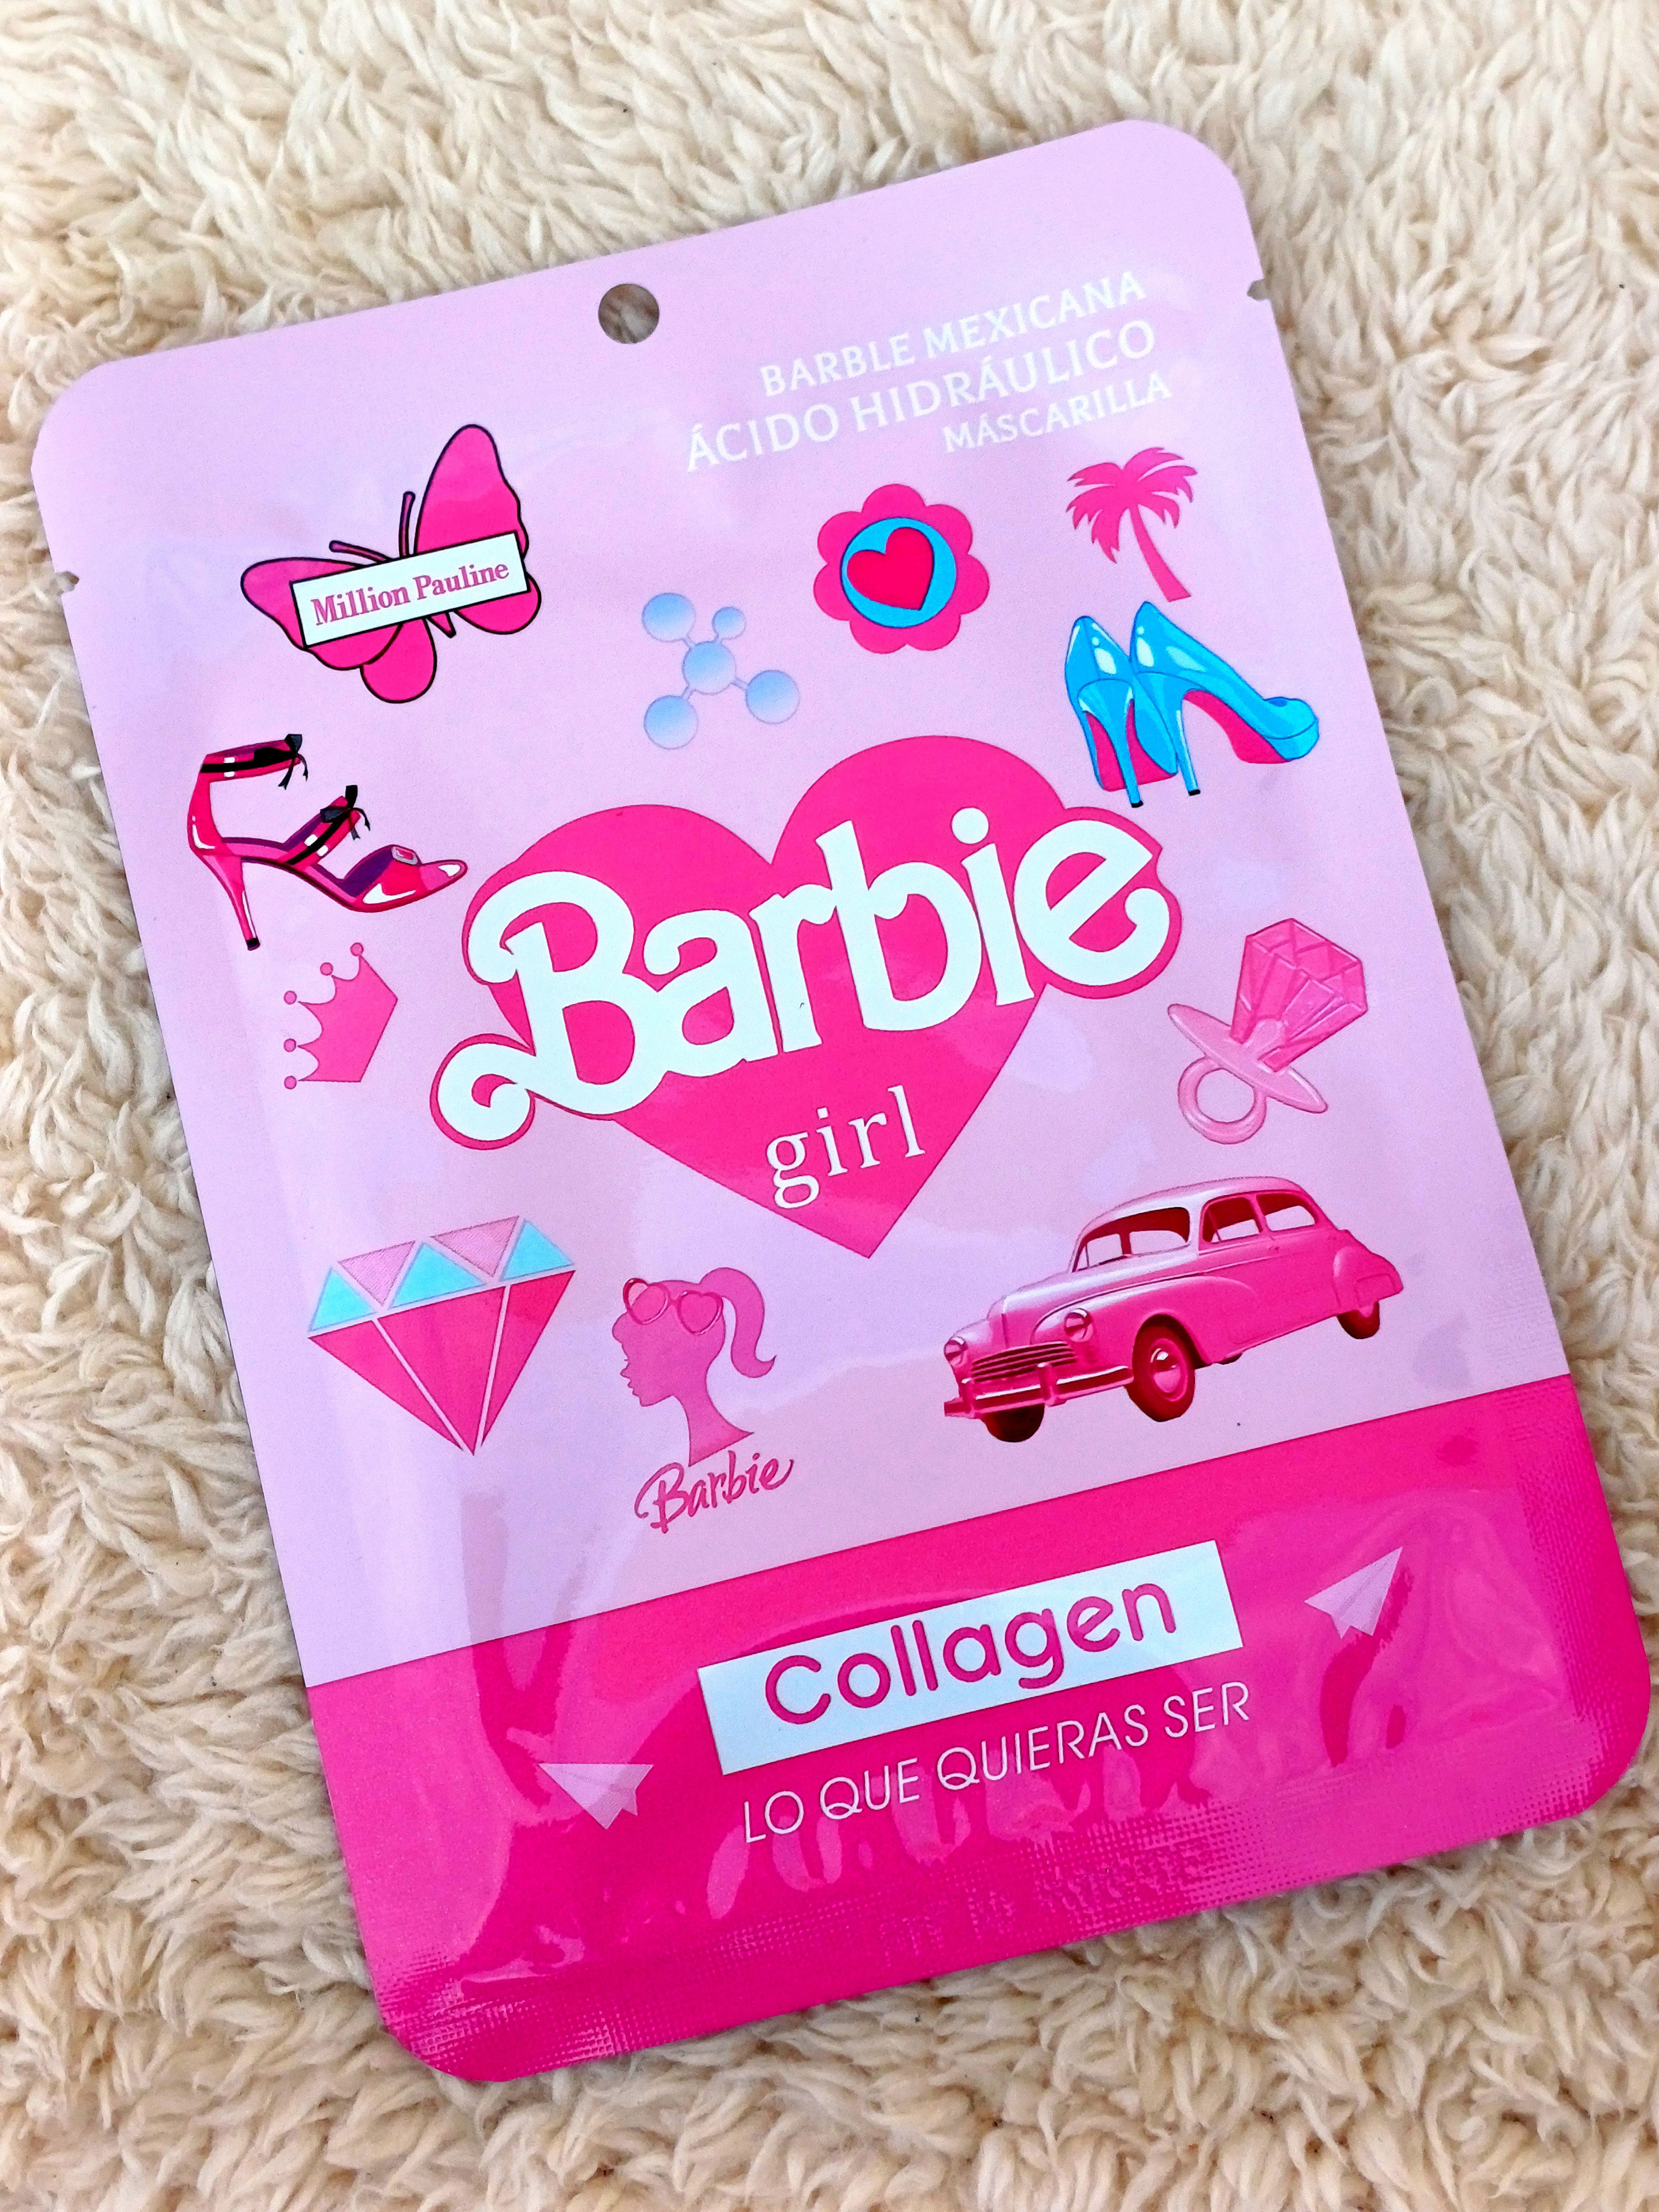 BARBLE MEXICANA
ÁCIDO HIDRÁULICO
MÁSCARILLA
Million Pauline
Barbie
girl
Barbie
Collagen
LO QUE QUIERAS SER